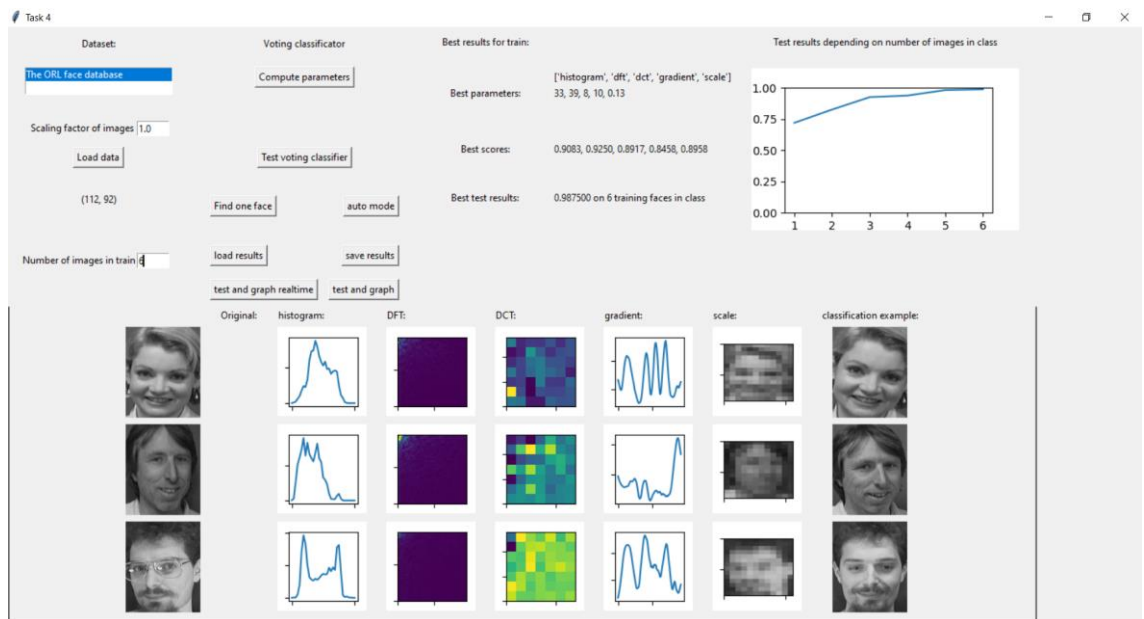 Task 4
Dataset:
The ORL face database
Scaling factor of images 1.0
Load data
(112, 92)
Number of images in train 6
Voting classificator
Compute parameters
Test voting classifier
Find one face
auto mode
load results
save results
test and graph realtime
test and graph
Best results for train:
['histogram', 'dft', 'dct', 'gradient', 'scale']
Best parameters:
33, 39, 8, 10, 0.13
Best scores:
0.9083, 0.9250, 0.8917, 0.8458, 0.8958
Best test results:
0.987500 on 6 training faces in class
Test results depending on number of images in class
1.00
0.75
0.50
0.25
0.00
1 2 3 4 5 6
Original:
histogram:
DFT:
DCT:
gradient:
scale:
classification example: